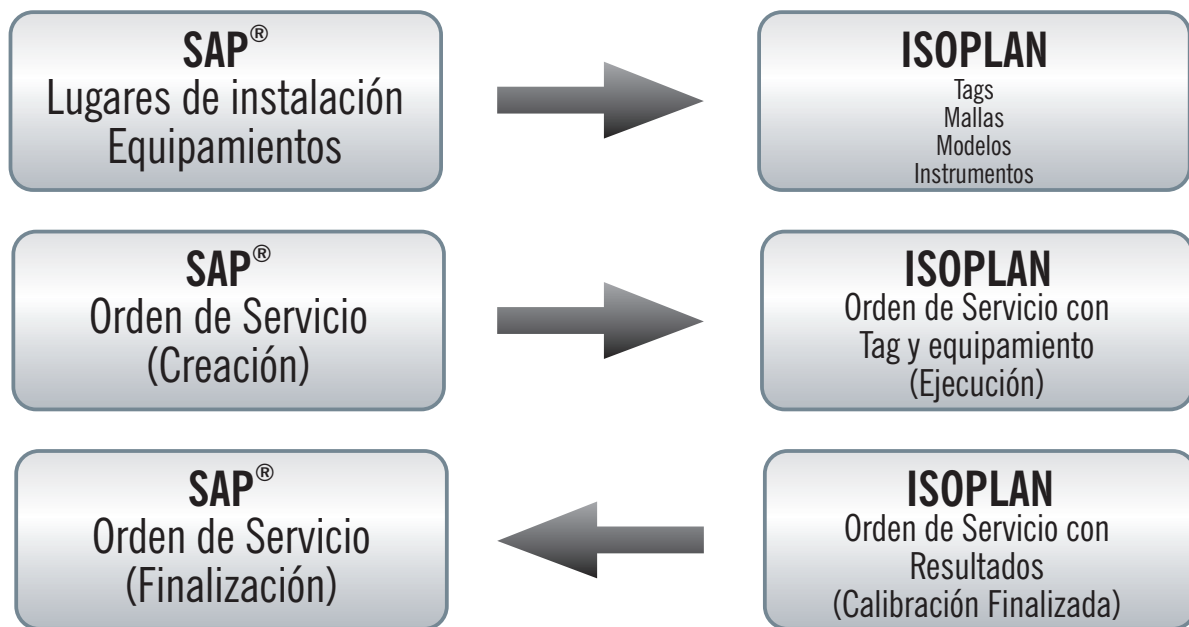 SAP®
Lugares de instalación
Equipamientos
ISOPLAN
Tags
Mallas
Modelos
Instrumentos
SAP®
Orden de Servicio
(Creación)
ISOPLAN
Orden de Servicio con
Tag y equipamiento
(Ejecución)
SAP®
Orden de Servicio
(Finalización)
ISOPLAN
Orden de Servicio con
Resultados
(Calibración Finalizada)